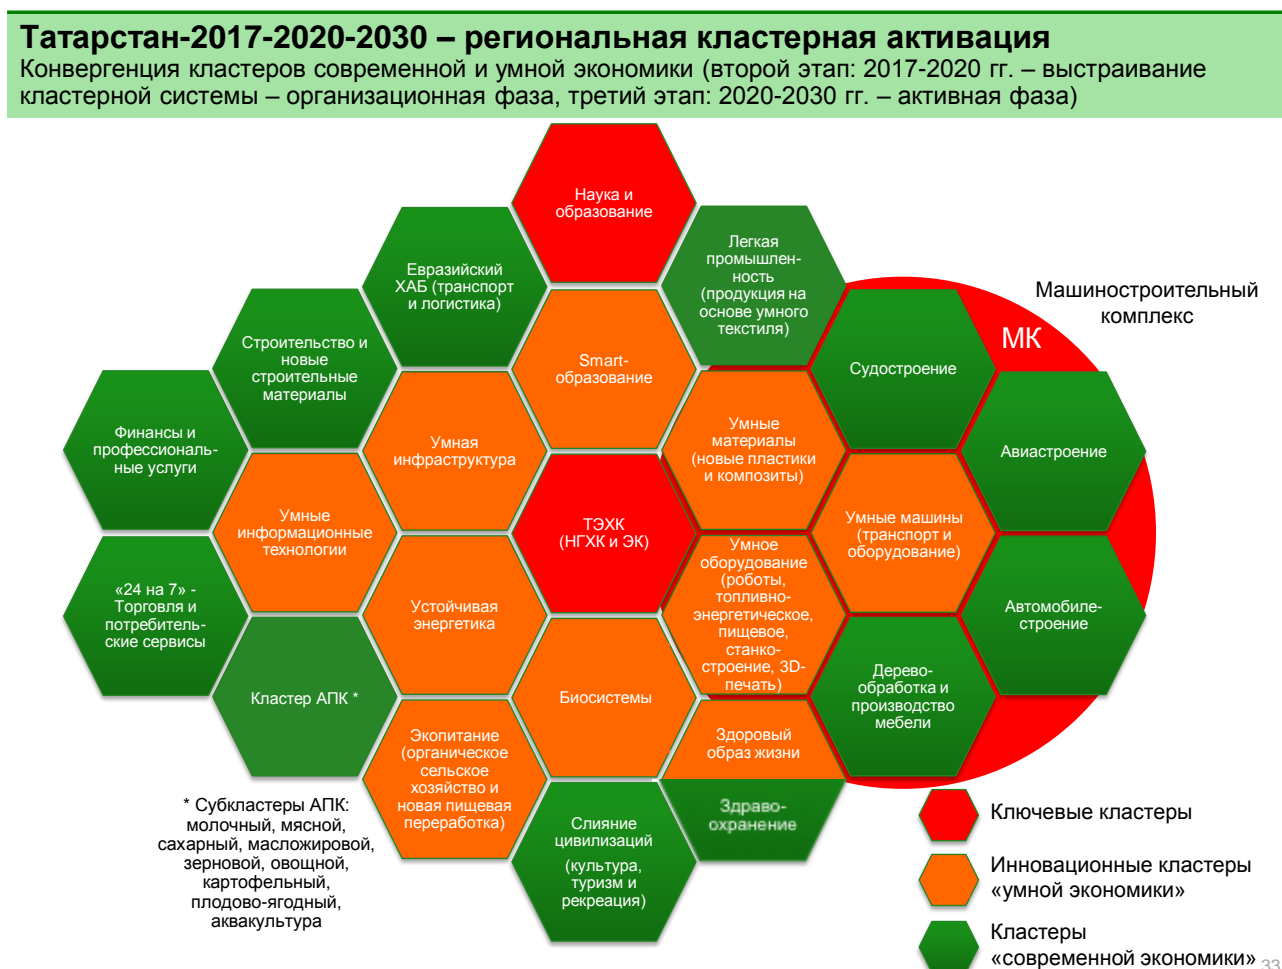 Татарстан-2017-2020-2030 – региональная кластерная активация
Конвергенция кластеров современной и умной экономики (второй этап: 2017-2020 гг. – выстраивание
кластерной системы – организационная фаза, третий этап: 2020-2030 гг. – активная фаза)
Наука и
образование
Легкая
промышлен-
ность
(продукция на
основе умного
текстиля)
Евразийский
ХАБ (транспорт
и логистика)
Машиностроительный
комплекс
МК
Строительство и
новые
строительные
материалы
Smart-
образование
Судостроение
Финансы и
профессиональ-
ные услуги
Умная
инфраструктура
Умные
материалы
(новые пластики
и композиты)
Авиастроение
Умные
информационные
технологии
ТЭХК
(НГХК и ЭК)
Умные машины
(транспорт и
оборудование)
Умное
оборудование
(роботы,
топливно-
энергетическое,
пищевое,
станко-
строение, 3D-
печать)
«24 на 7» -
Торговля и
потребитель-
ские сервисы
Устойчивая
энергетика
Автомобиле-
строение
Кластер АПК *
Биосистемы
Дерево-
обработка и
производство
мебели
Экопитание
(органическое
сельское
хозяйство и
новая пищевая
переработка)
Здоровый
образ жизни
Здраво-
охранение
Слияние
цивилизаций
(культура,
туризм и
рекреация)
* Субкластеры АПК:
молочный, мясной,
сахарный, масложировой,
зерновой, овощной,
картофельный,
плодово-ягодный,
аквакультура
Ключевые кластеры
Инновационные кластеры
«умной экономики»
Кластеры
«современной экономики»
33